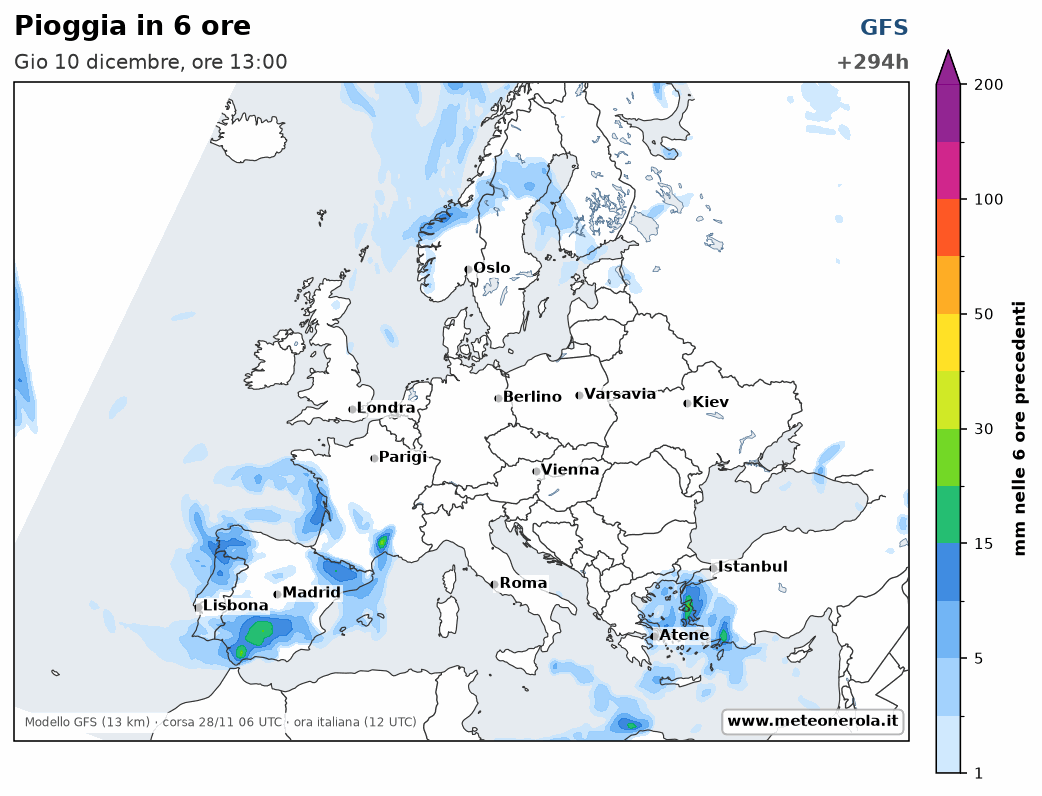 Pioggia in 6 ore
GFS
Gio 10 dicembre, ore 13:00
+294h
200
100
50
30
15
5
1
mm nelle 6 ore precedenti
Oslo
Berlino
Varsavia
Kiev
Londra
Parigi
Vienna
Istanbul
Roma
Madrid
Lisbona
Atene
Modello GFS (13 km) · corsa 28/11 06 UTC · ora italiana (12 UTC)
www.meteonerola.it